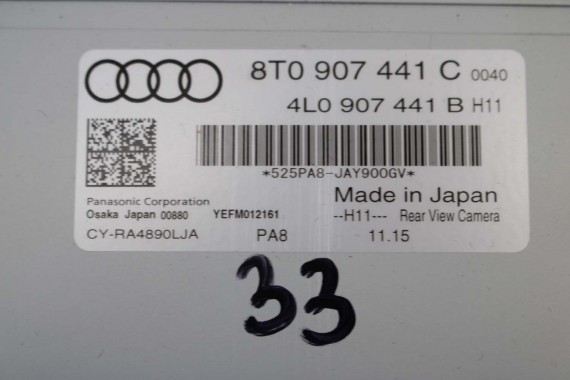 8T0 907 441 C 0040
4L0 907 441 B H11
*525PA8-JAY900GV*
Made in Japan
Panasonic Corporation
Osaka Japan 00880 YEFM012161 --H11--- Rear View Camera
CY-RA4890LJA PA8 11.15
33